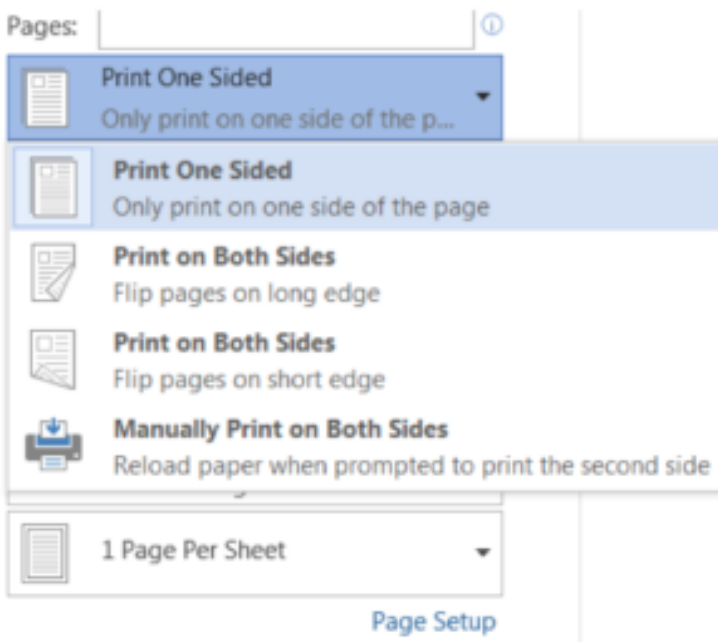 Pages:
Print One Sided
Only print on one side of the p...
Print One Sided
Only print on one side of the page
Print on Both Sides
Flip pages on long edge
Print on Both Sides
Flip pages on short edge
Manually Print on Both Sides
Reload paper when prompted to print the second side
1 Page Per Sheet
Page Setup